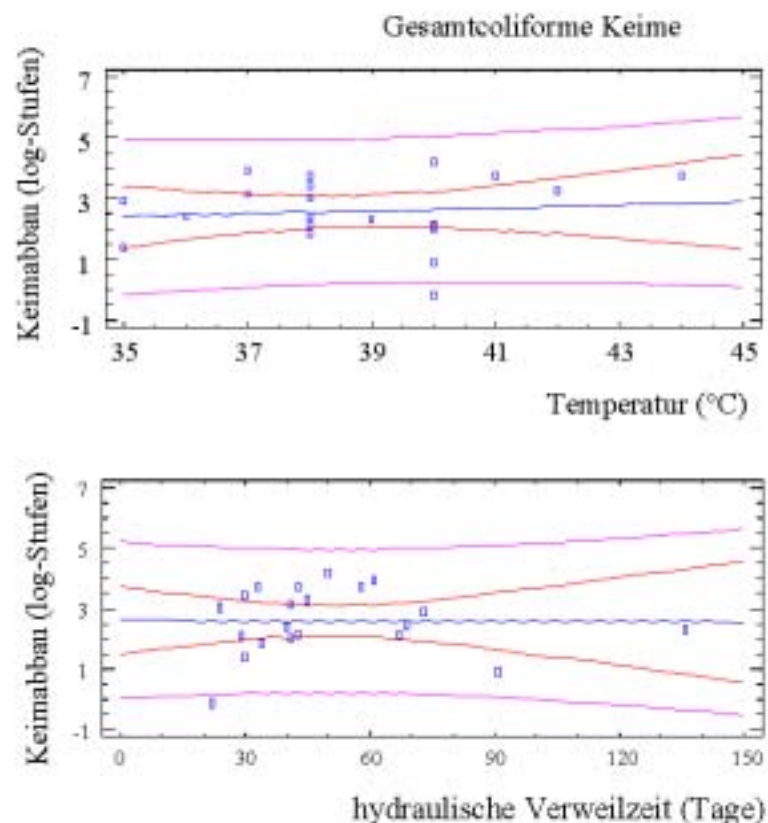 Gesamtcoliforme Keime
Keimabbau (log-Stufen)
7
5
3
1
-1
35 37 39 41 43 45
Temperatur (°C)
Keimabbau (log-Stufen)
7
5
3
1
-1
0 30 60 90 120 150
hydraulische Verweilzeit (Tage)